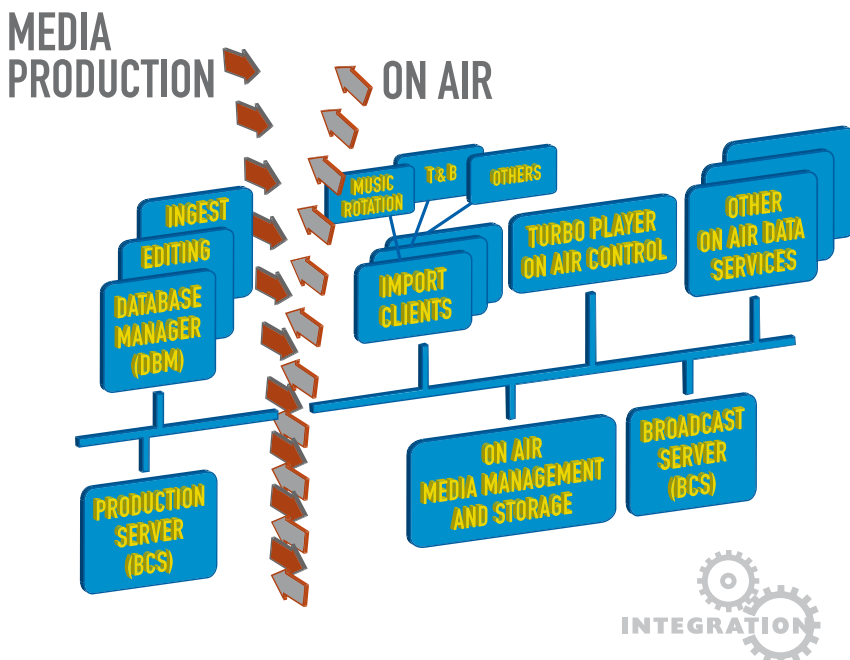 MEDIA
PRODUCTION
ON AIR
INGEST
EDITING
DATABASE
MANAGER
(DBM)
PRODUCTION
SERVER
(BCS)
MUSIC
ROTATION
T & B
OTHERS
IMPORT
CLIENTS
TURBO PLAYER
ON AIR CONTROL
OTHER
ON AIR DATA
SERVICES
ON AIR
MEDIA MANAGEMENT
AND STORAGE
BROADCAST
SERVER
(BCS)
INTEGRATION